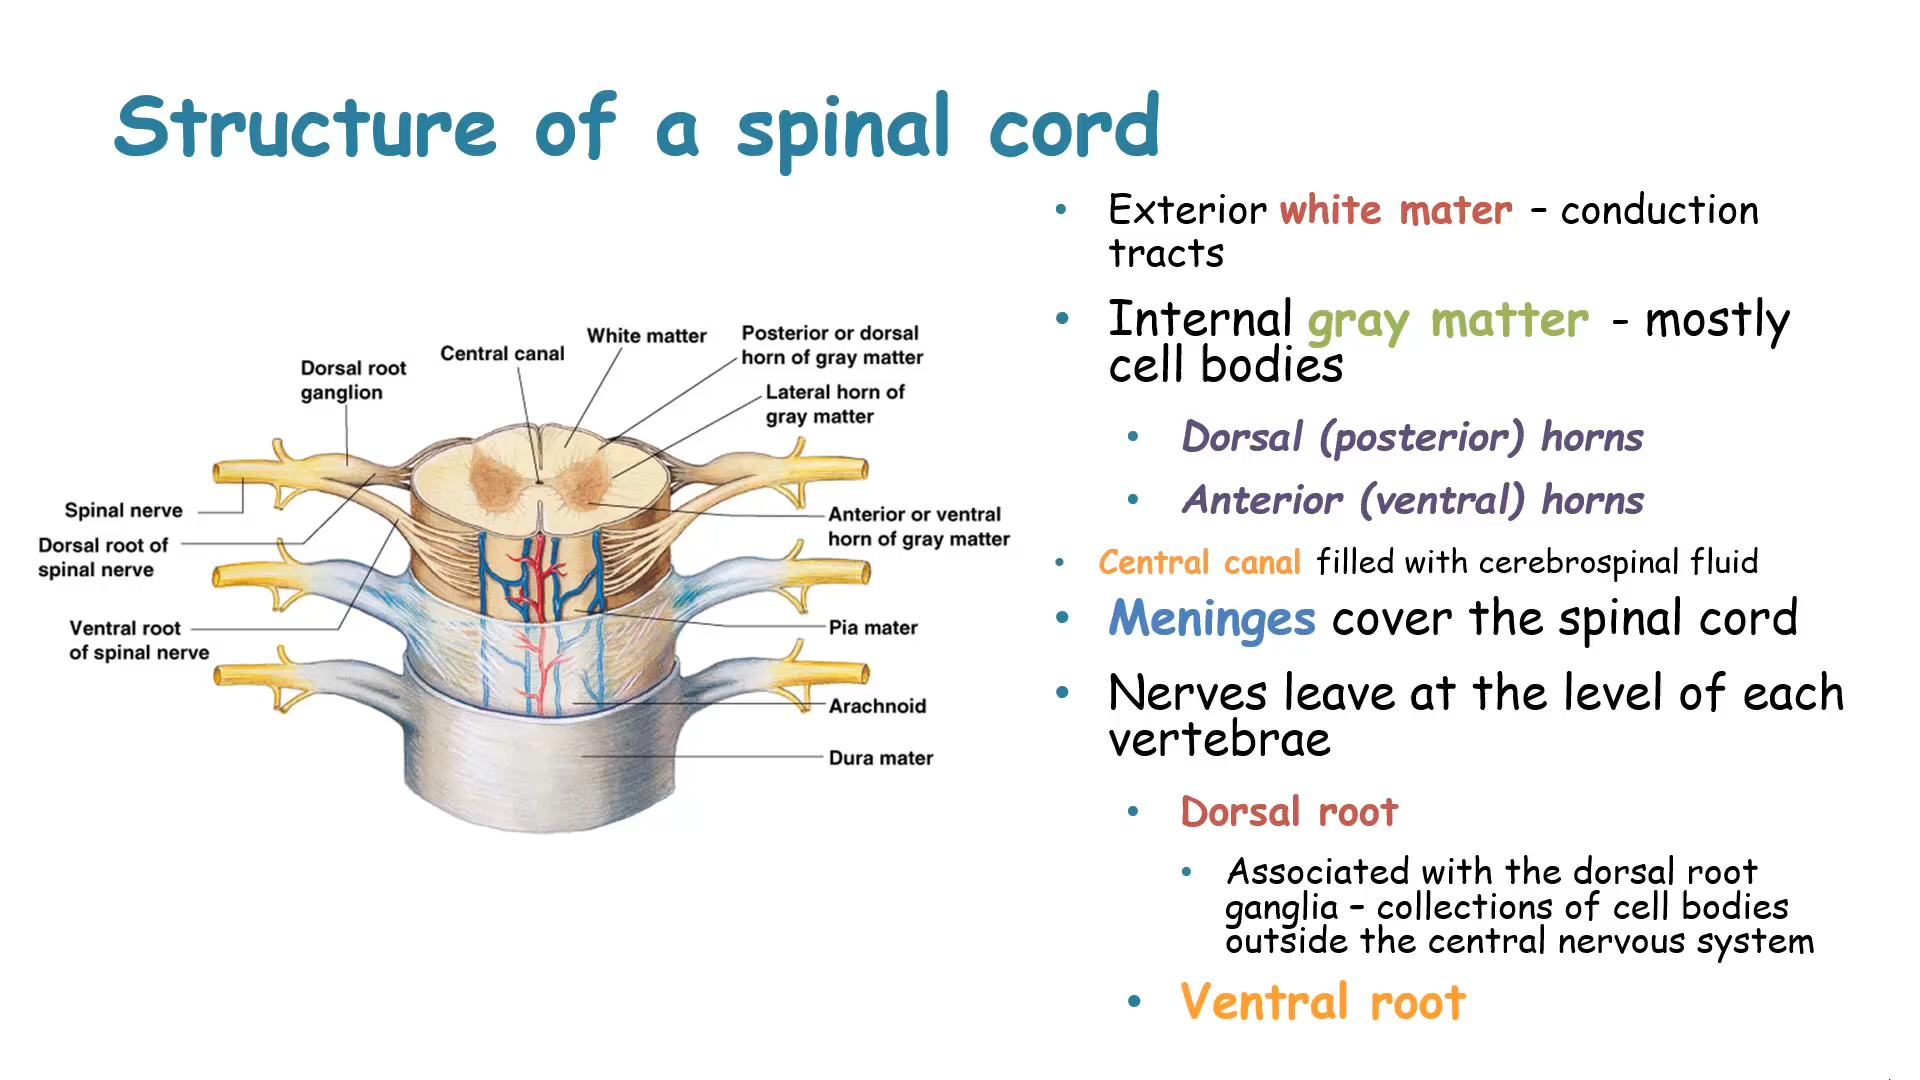 Structure of a spinal cord
• Exterior white mater – conduction
tracts
• Internal gray matter - mostly
cell bodies
• Dorsal (posterior) horns
• Anterior (ventral) horns
• Central canal filled with cerebrospinal fluid
• Meninges cover the spinal cord
• Nerves leave at the level of each
vertebrae
• Dorsal root
• Associated with the dorsal root
ganglia – collections of cell bodies
outside the central nervous system
• Ventral root
White matter
Posterior or dorsal
horn of gray matter
Central canal
Dorsal root
ganglion
Lateral horn of
gray matter
Spinal nerve
Anterior or ventral
horn of gray matter
Dorsal root of
spinal nerve
Ventral root
of spinal nerve
Pia mater
Arachnoid
Dura mater